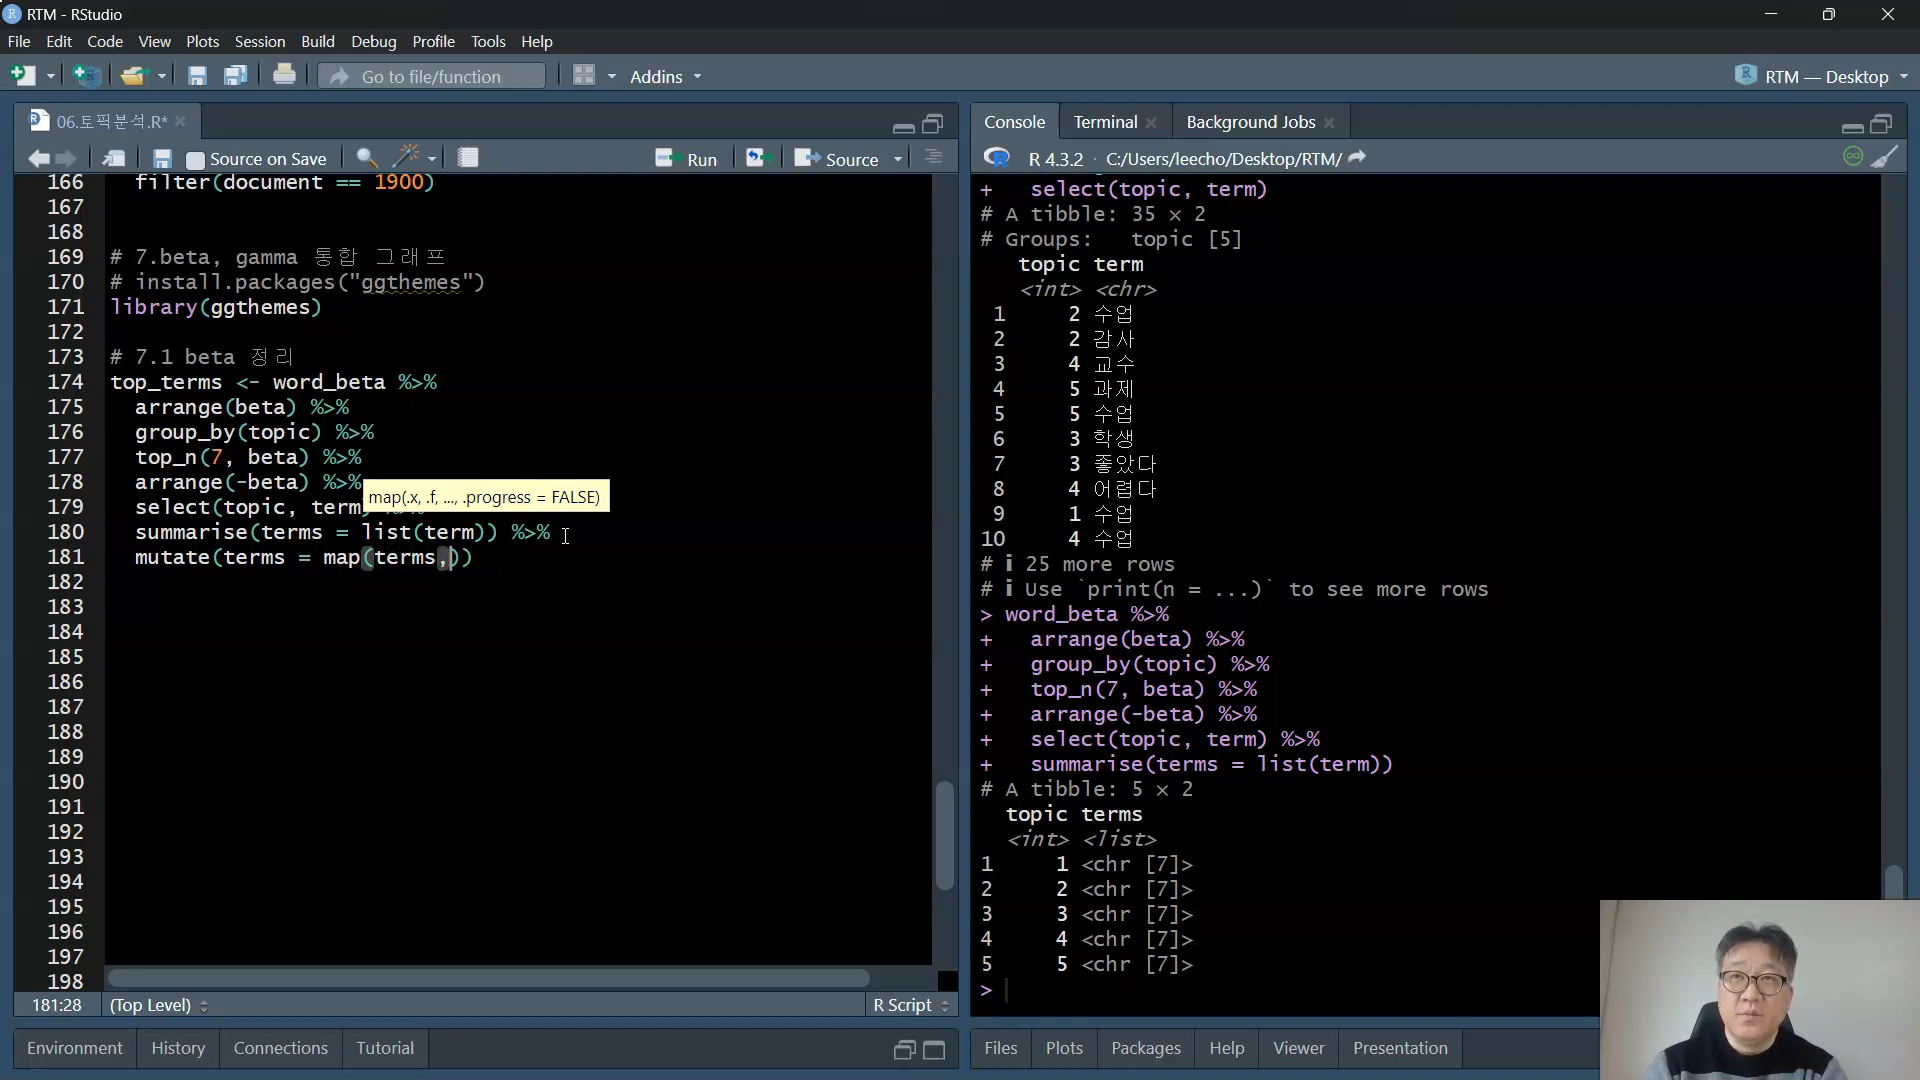 RTM - RStudio
File Edit Code View Plots Session Build Debug Profile Tools Help
Go to file/function
Addins
RTM — Desktop
06.토픽분석.R*
Source on Save
Run
Source
166 filter(document == 1900)
167
168
169 # 7.beta, gamma 통합 그래프
170 # install.packages("ggthemes")
171 library(ggthemes)
172
173 # 7.1 beta 정리
174 top_terms <- word_beta %>%
175 arrange(beta) %>%
176 group_by(topic) %>%
177 top_n(7, beta) %>%
178 arrange(-beta) %>%
map(.x, .f, ..., .progress = FALSE)
179 select(topic, term
180 summarise(terms = list(term)) %>%
181 mutate(terms = map(terms,))
182
183
184
185
186
187
188
189
190
191
192
193
194
195
196
197
198
181:28 (Top Level) R Script
Environment History Connections Tutorial
Console Terminal Background Jobs
R 4.3.2 · C:/Users/leecho/Desktop/RTM/
+ select(topic, term)
# A tibble: 35 × 2
# Groups: topic [5]
topic term
<int> <chr>
1 2 수업
2 2 감사
3 4 교수
4 5 과제
5 5 수업
6 3 학생
7 3 좋았다
8 4 어렵다
9 1 수업
10 4 수업
# ℹ 25 more rows
# ℹ Use `print(n = ...)` to see more rows
> word_beta %>%
+ arrange(beta) %>%
+ group_by(topic) %>%
+ top_n(7, beta) %>%
+ arrange(-beta) %>%
+ select(topic, term) %>%
+ summarise(terms = list(term))
# A tibble: 5 × 2
topic terms
<int> <list>
1 1 <chr [7]>
2 2 <chr [7]>
3 3 <chr [7]>
4 4 <chr [7]>
5 5 <chr [7]>
>
Files Plots Packages Help Viewer Presentation